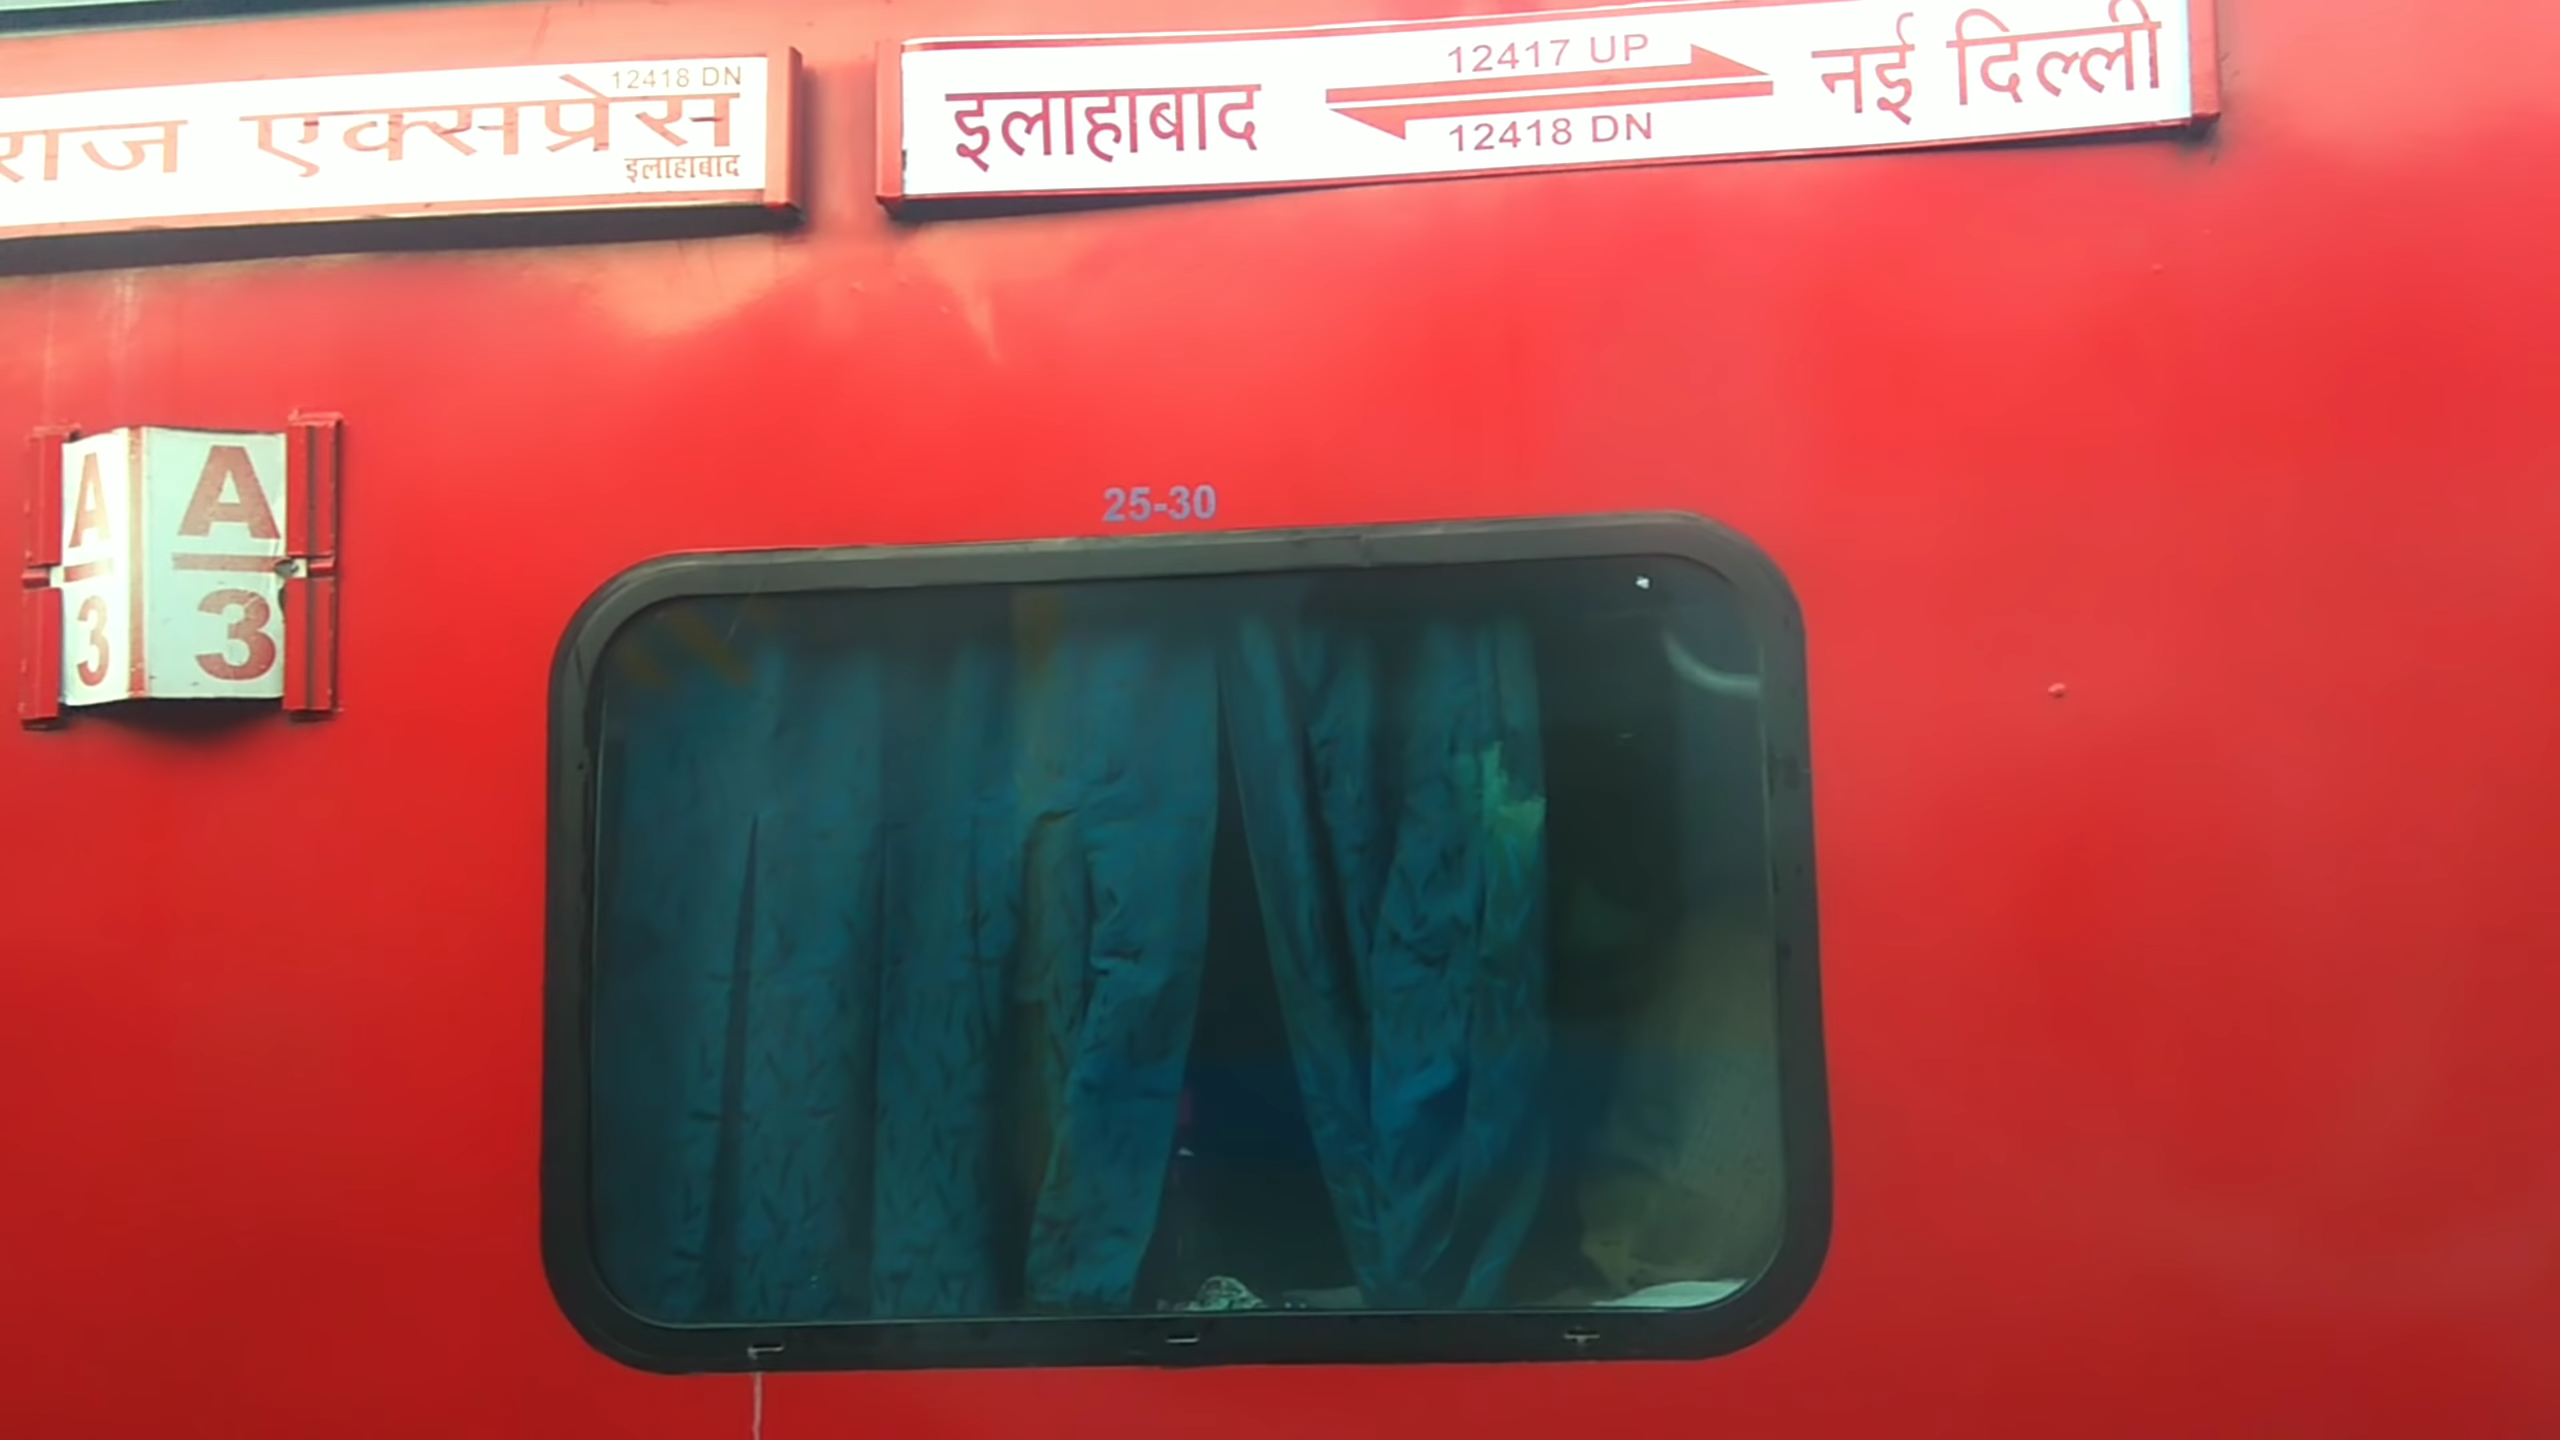 12418 DN
राज एक्सप्रेस
इलाहाबाद
12417 UP
इलाहाबाद नई दिल्ली
12418 DN
A A
3 3
25-30